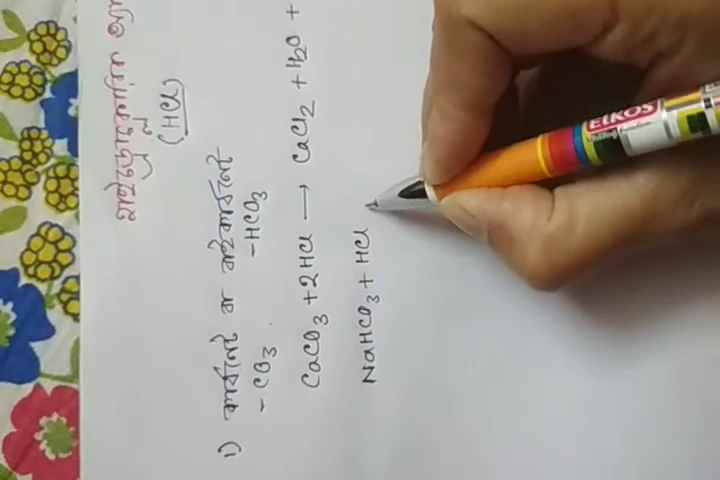 হাইড্রোক্লোরিক
(HCl)
1) কার্বনেট বা বাইকার্বনেট
- CO3 - HCO3
CaCO3 + 2HCl → CaCl2 + H2O +
NaHCO3 + HCl
ELKOS